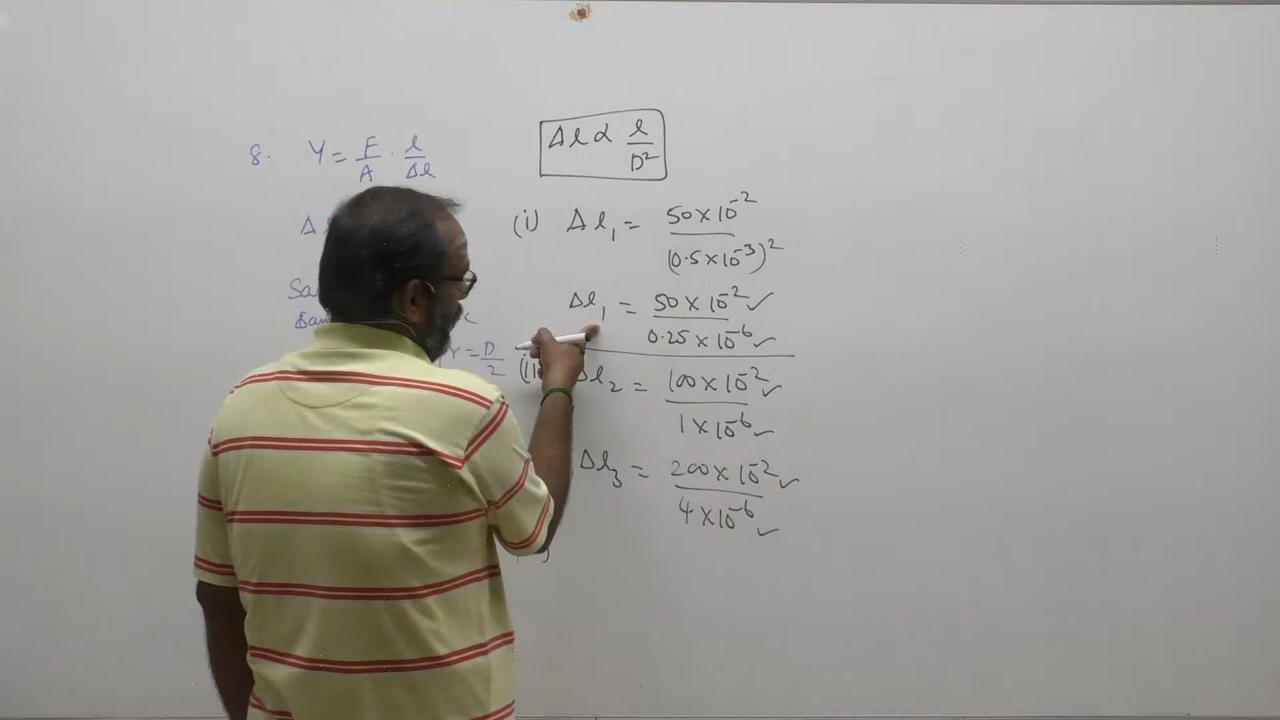 8. Y = F/A · l/Δl
Δl ∝ l/D²
(i) Δl₁ = 50×10⁻²/(0.5×10⁻³)²
Δl₁ = 50×10⁻²/0.25×10⁻⁶ ✓✓
r = D/2
Δl₂ = 100×10⁻²/1×10⁻⁶ ✓✓
Δl₃ = 200×10⁻²/4×10⁻⁶ ✓✓